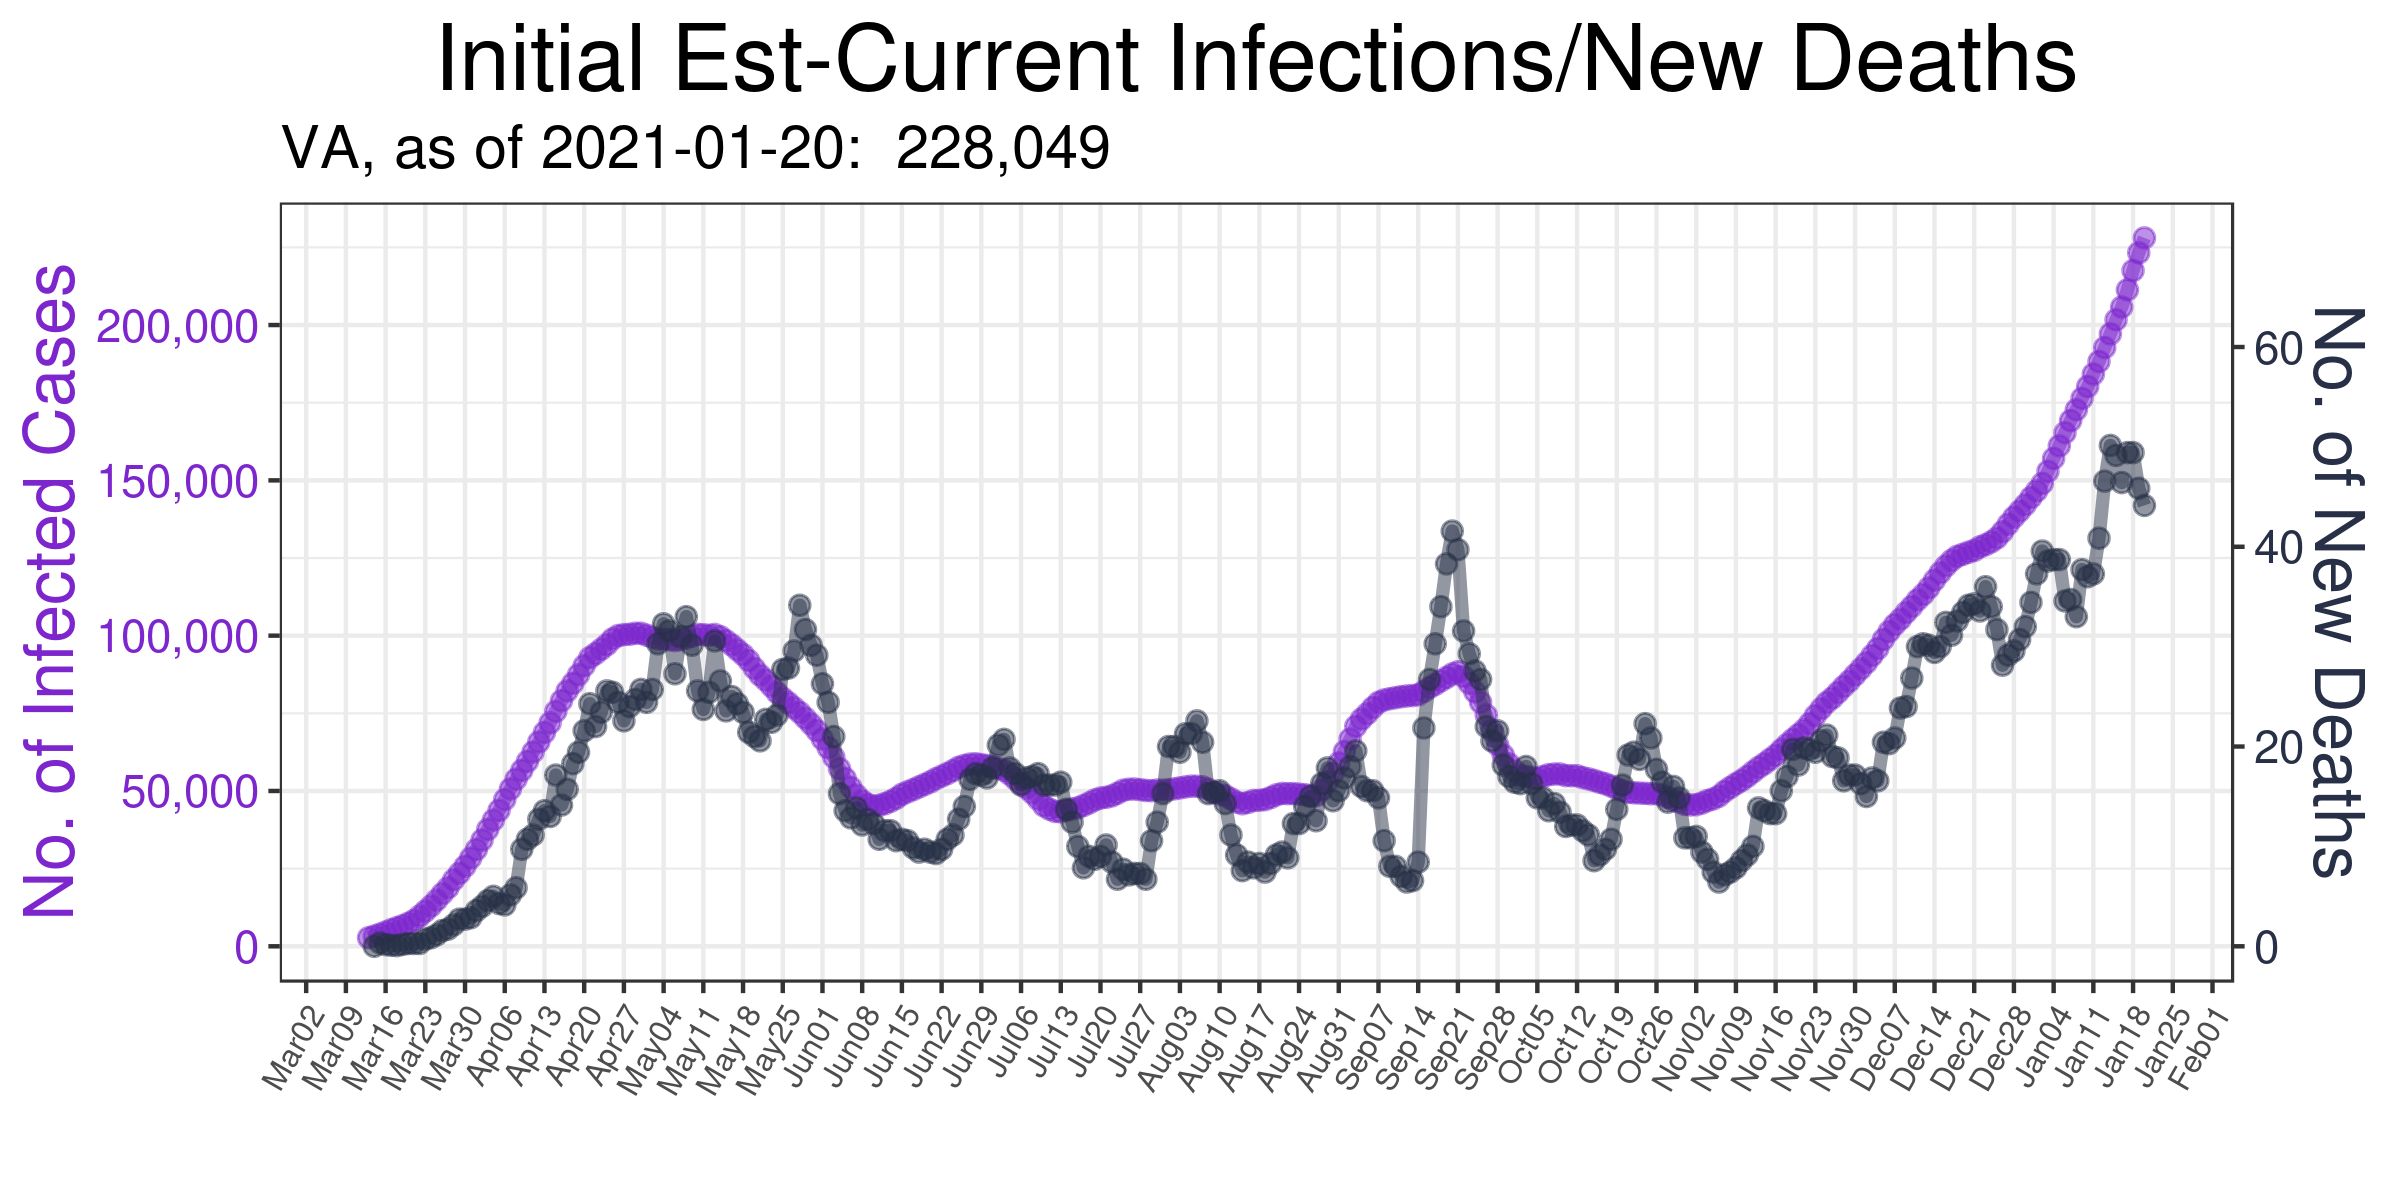 Initial Est-Current Infections/New Deaths
VA, as of 2021-01-20:  228,049
No. of Infected Cases
200,000
150,000
100,000
50,000
0
60
40
20
0
No. of New Deaths
Mar02
Mar09
Mar16
Mar23
Mar30
Apr06
Apr13
Apr20
Apr27
May04
May11
May18
May25
Jun01
Jun08
Jun15
Jun22
Jun29
Jul06
Jul13
Jul20
Jul27
Aug03
Aug10
Aug17
Aug24
Aug31
Sep07
Sep14
Sep21
Sep28
Oct05
Oct12
Oct19
Oct26
Nov02
Nov09
Nov16
Nov23
Nov30
Dec07
Dec14
Dec21
Dec28
Jan04
Jan11
Jan18
Jan25
Feb01